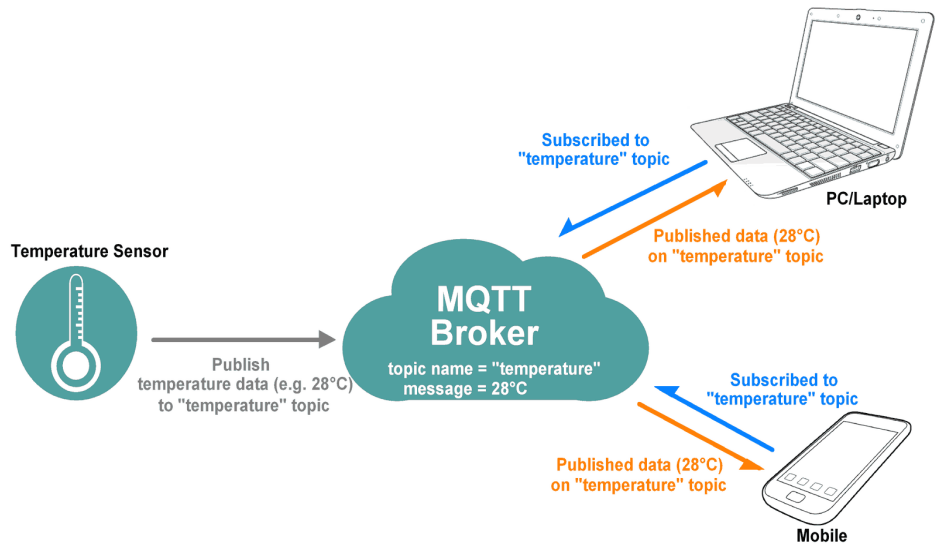 Subscribed to
"temperature" topic
PC/Laptop
Published data (28°C)
on "temperature" topic
Temperature Sensor
MQTT
Broker
topic name = "temperature"
message = 28°C
Publish
temperature data (e.g. 28°C)
to "temperature" topic
Subscribed to
"temperature" topic
Published data (28°C)
on "temperature" topic
Mobile